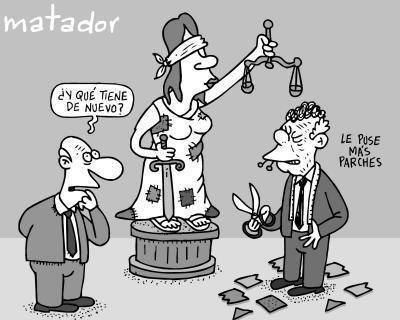 matador
¿Y QUÉ TIENE
DE NUEVO?
LE PUSE
MÁS
PARCHES